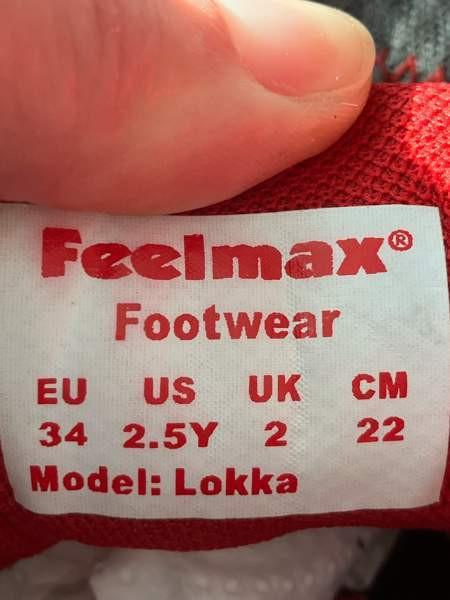 Feelmax®
Footwear
EU US UK CM
34 2.5Y 2 22
Model: Lokka